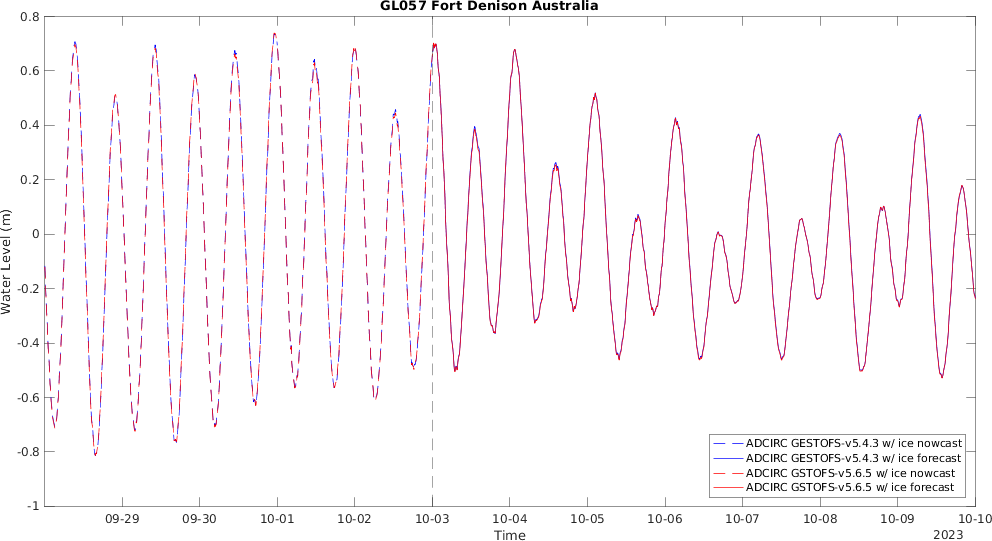 GL057 Fort Denison Australia
0.8
0.6
0.4
0.2
0
-0.2
-0.4
-0.6
-0.8
-1
Water Level (m)
ADCIRC GESTOFS-v5.4.3 w/ ice nowcast
ADCIRC GESTOFS-v5.4.3 w/ ice forecast
ADCIRC GSTOFS-v5.6.5 w/ ice nowcast
ADCIRC GSTOFS-v5.6.5 w/ ice forecast
09-29 09-30 10-01 10-02 10-03 10-04 10-05 10-06 10-07 10-08 10-09 10-10
Time
2023